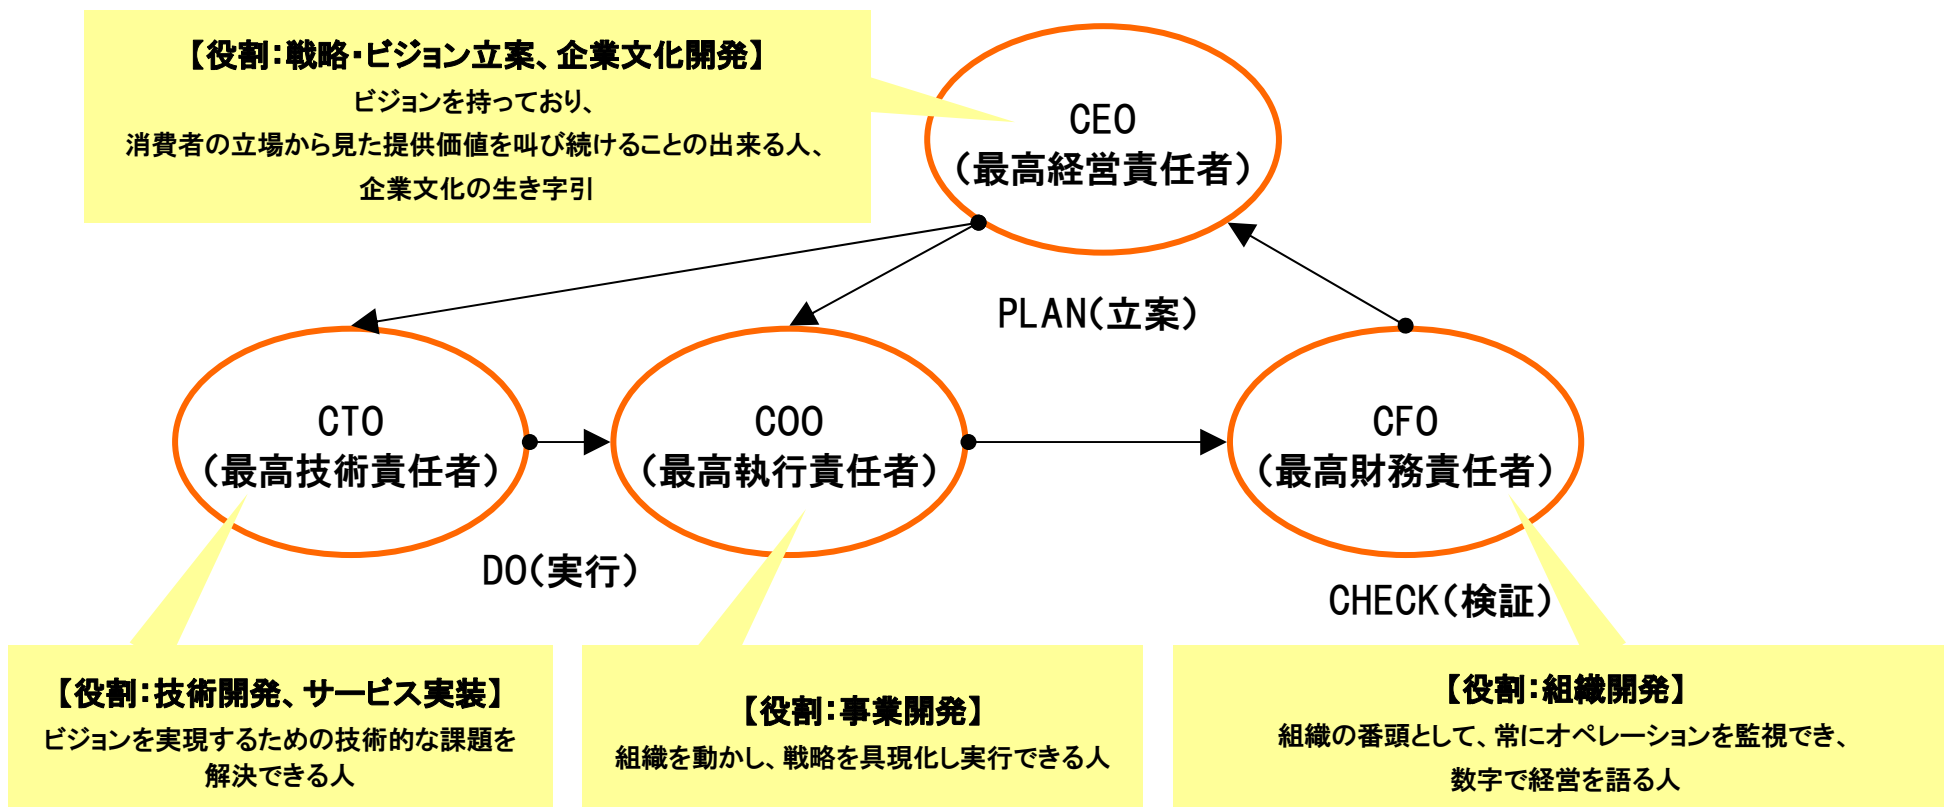 【役割:戦略・ビジョン立案、企業文化開発】
ビジョンを持っており、
消費者の立場から見た提供価値を叫び続けることの出来る人、
企業文化の生き字引
CEO
(最高経営責任者)
PLAN(立案)
CTO
(最高技術責任者)
COO
(最高執行責任者)
CFO
(最高財務責任者)
DO(実行)
CHECK(検証)
【役割:技術開発、サービス実装】
ビジョンを実現するための技術的な課題を
解決できる人
【役割:事業開発】
組織を動かし、戦略を具現化し実行できる人
【役割:組織開発】
組織の番頭として、常にオペレーションを監視でき、
数字で経営を語る人